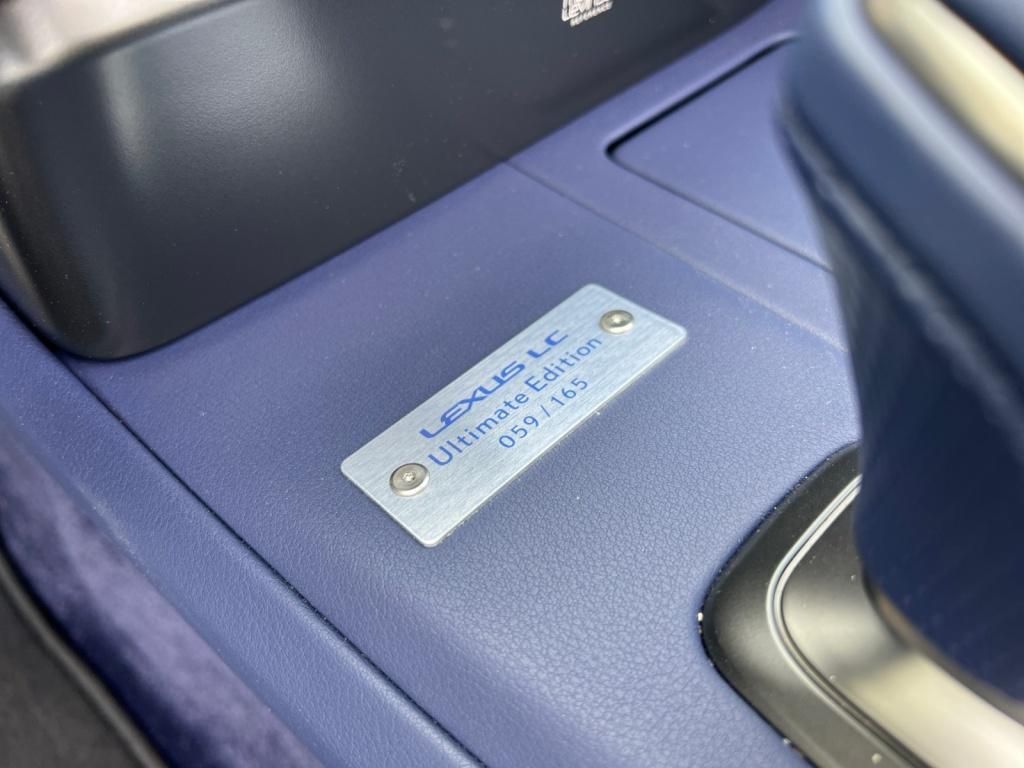 LEXUS LC
Ultimate Edition
059 / 165